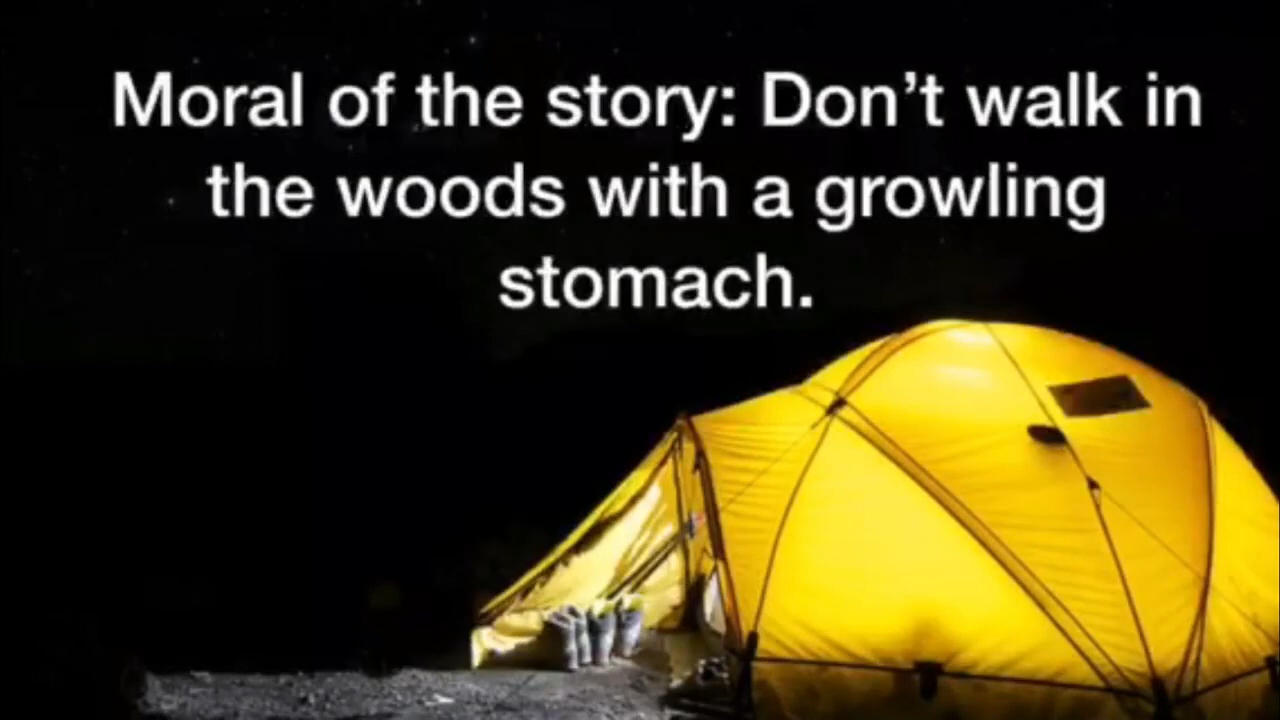 Moral of the story: Don’t walk in
the woods with a growling
stomach.